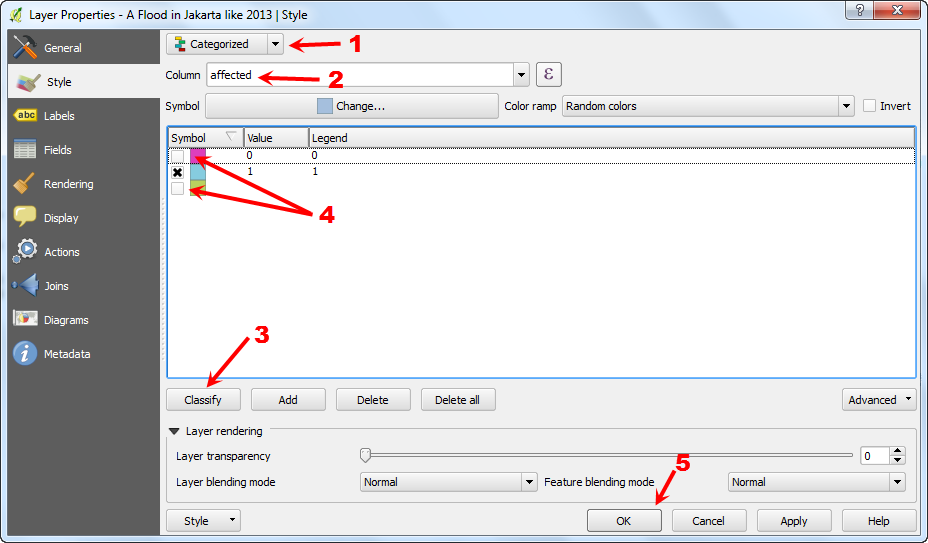 Layer Properties - A Flood in Jakarta like 2013 | Style
?
General
Style
Labels
Fields
Rendering
Display
Actions
Joins
Diagrams
Metadata
abc
Categorized
1
Column affected ε
2
Symbol Change... Color ramp Random colors Invert
Symbol Value Legend
0 0
1 1
4
3
Classify Add Delete Delete all Advanced
Layer rendering
Layer transparency 0
5
Layer blending mode Normal Feature blending mode Normal
Style OK Cancel Apply Help